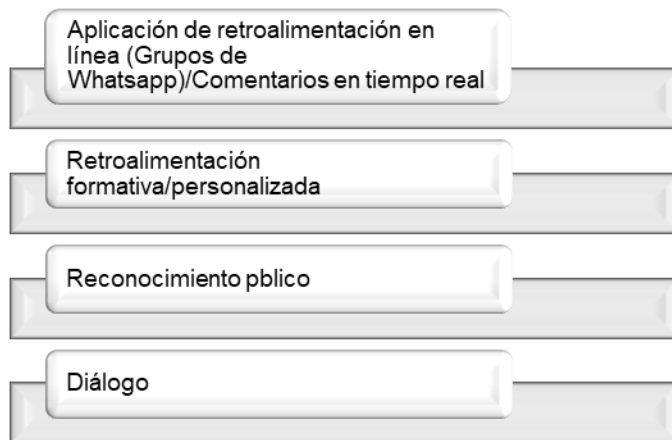 Aplicación de retroalimentación en
línea (Grupos de
Whatsapp)/Comentarios en tiempo real
Retroalimentación
formativa/personalizada
Reconocimiento pblico
Diálogo